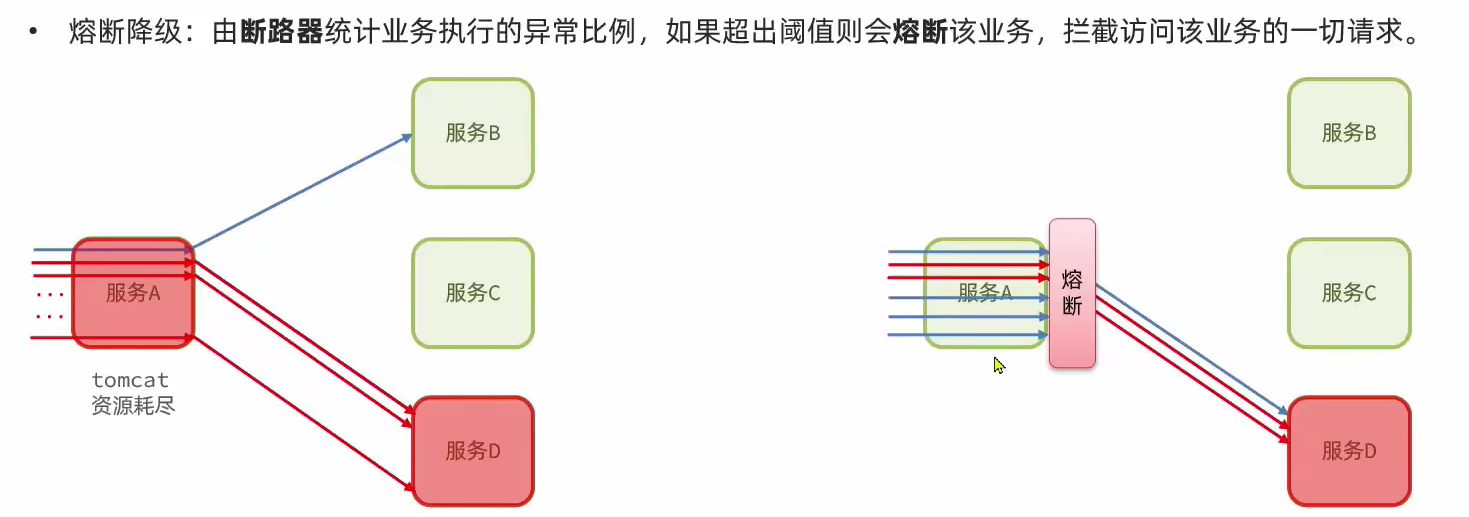 • 熔断降级：由断路器统计业务执行的异常比例，如果超出阈值则会熔断该业务，拦截访问该业务的一切请求。
服务B
服务A
...
...
服务C
tomcat
资源耗尽
服务D
服务B
服务A
熔
断
服务C
服务D